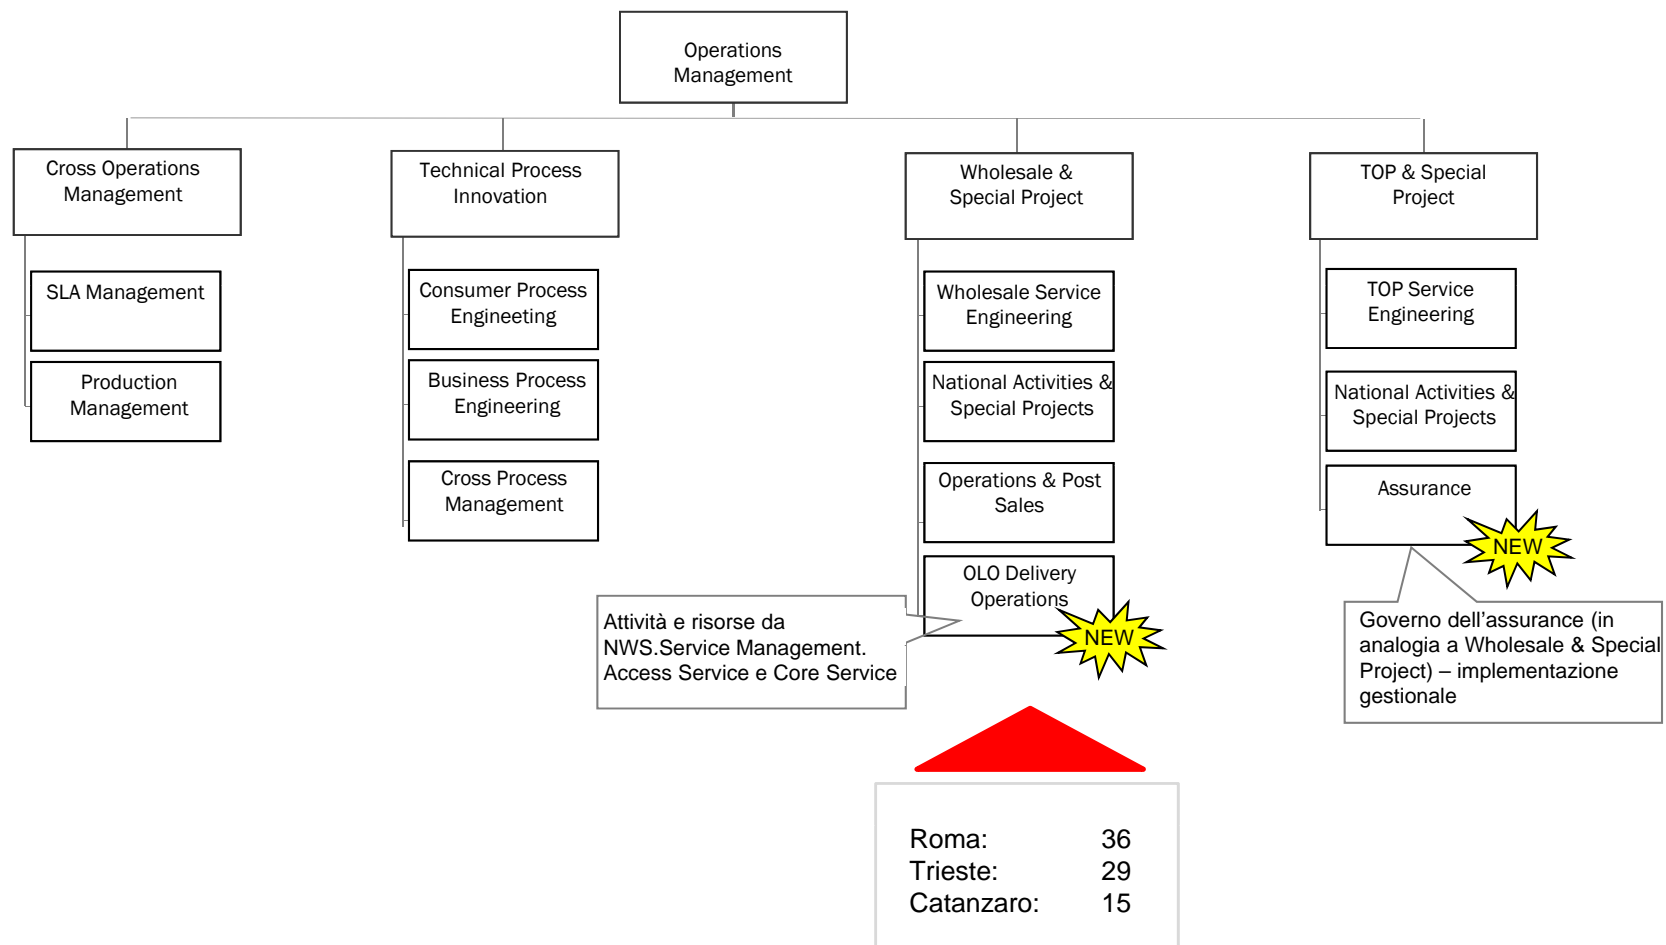 Operations
Management
Cross Operations
Management
SLA Management
Production
Management
Technical Process
Innovation
Consumer Process
Engineeting
Business Process
Engineering
Cross Process
Management
Wholesale &
Special Project
Wholesale Service
Engineering
National Activities &
Special Projects
Operations & Post
Sales
OLO Delivery
Operations
NEW
Attività e risorse da
NWS.Service Management.
Access Service e Core Service
TOP & Special
Project
TOP Service
Engineering
National Activities &
Special Projects
Assurance
NEW
Governo dell’assurance (in
analogia a Wholesale & Special
Project) – implementazione
gestionale
Roma: 36
Trieste: 29
Catanzaro: 15